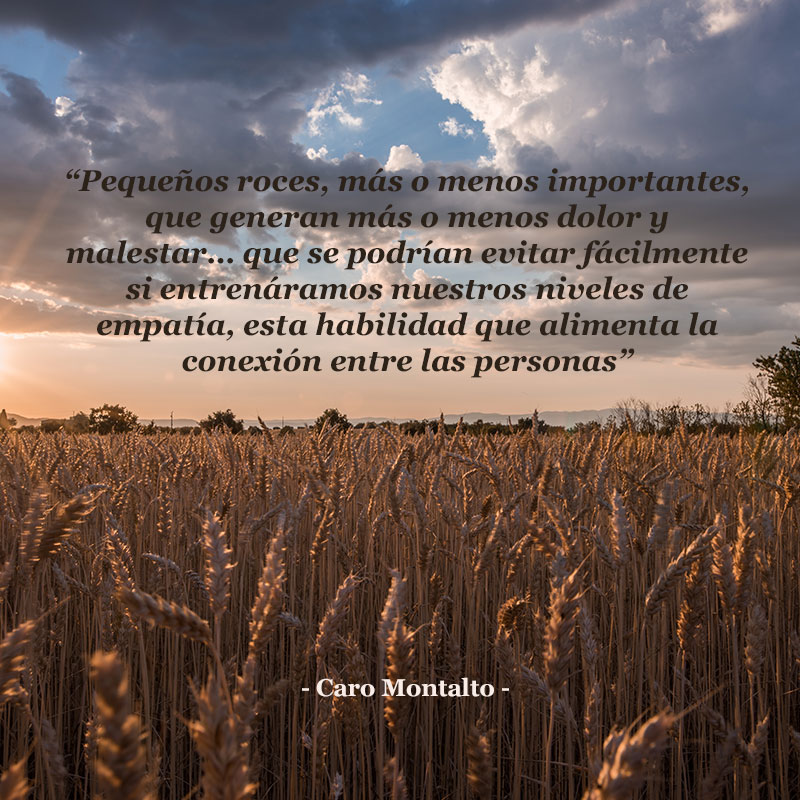 “Pequeños roces, más o menos importantes,
que generan más o menos dolor y
malestar... que se podrían evitar fácilmente
si entrenáramos nuestros niveles de
empatía, esta habilidad que alimenta la
conexión entre las personas”
- Caro Montalto -